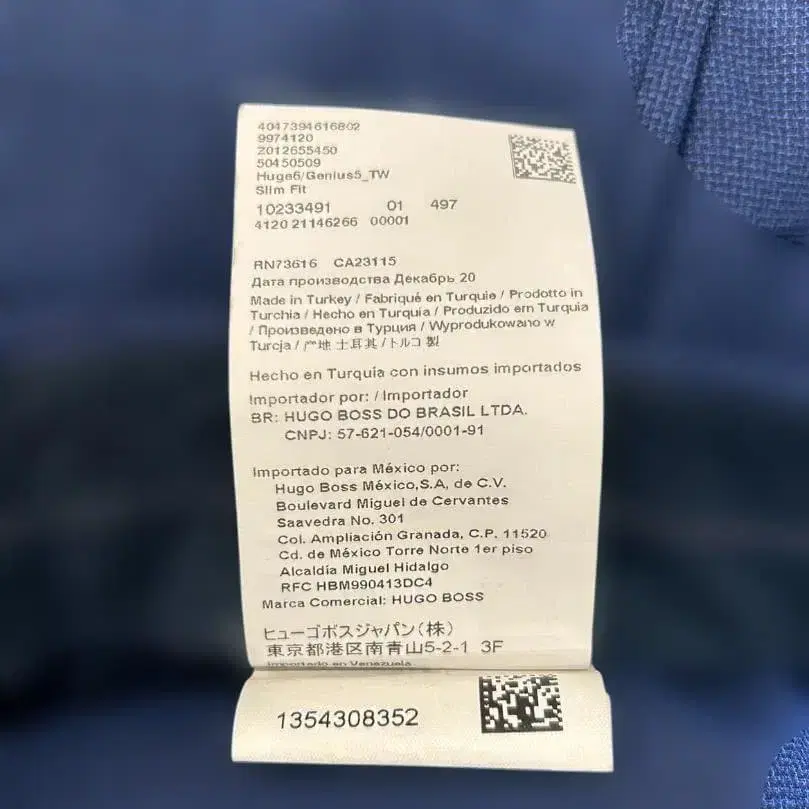 4047394616802
9974120
Z012655450
50450509
Huge6/Genius5_TW
Slim Fit
10233491 01 497
4120 21146266 00001
RN73616 CA23115
Дата производства Декабрь 20
Made in Turkey / Fabriqué en Turquie / Prodotto in
Turchia / Hecho en Turquía / Produzido em Turquia
/ Произведено в Турция / Wyprodukowano w
Turcja / 产地 土耳其 / トルコ 製
Hecho en Turquía con insumos importados
Importador por: / Importador
BR: HUGO BOSS DO BRASIL LTDA.
CNPJ: 57-621-054/0001-91
Importado para México por:
Hugo Boss México,S.A, de C.V.
Boulevard Miguel de Cervantes
Saavedra No. 301
Col. Ampliación Granada, C.P. 11520
Cd. de México Torre Norte 1er piso
Alcaldía Miguel Hidalgo
RFC HBM990413DC4
Marca Comercial: HUGO BOSS
ヒューゴボスジャパン(株)
東京都港区南青山5-2-1 3F
Importado en Venezuela
1354308352